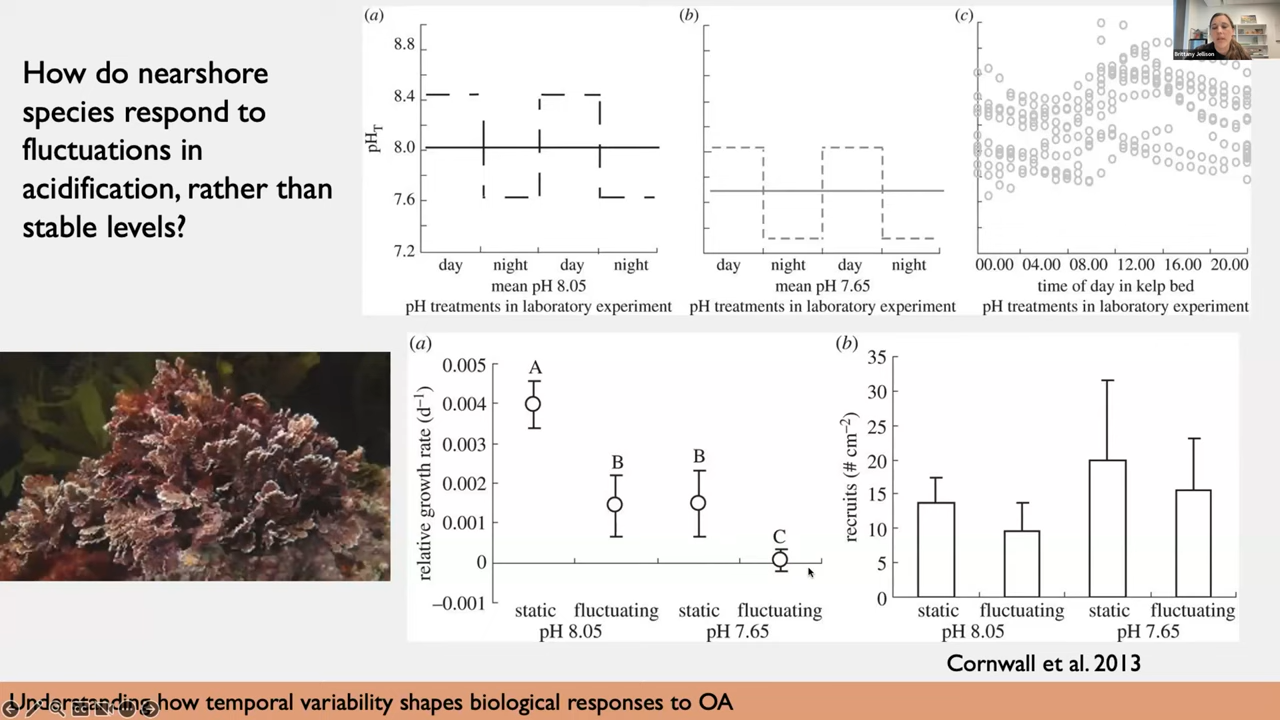 How do nearshore
species respond to
fluctuations in
acidification, rather than
stable levels?
(a)
pHT
8.8
8.4
8.0
7.6
7.2
day night day night
mean pH 8.05
pH treatments in laboratory experiment
(b)
day night day night
mean pH 7.65
pH treatments in laboratory experiment
(c)
00.00 04.00 08.00 12.00 16.00 20.00
time of day in kelp bed
pH treatments in laboratory experiment
Brittany Jellison
(a)
relative growth rate (d–1)
0.005
0.004
0.003
0.002
0.001
0
–0.001
A
B
B
C
static fluctuating static fluctuating
pH 8.05 pH 7.65
(b)
recruits (# cm–2)
35
30
25
20
15
10
5
0
static fluctuating static fluctuating
pH 8.05 pH 7.65
Cornwall et al. 2013
Understanding how temporal variability shapes biological responses to OA